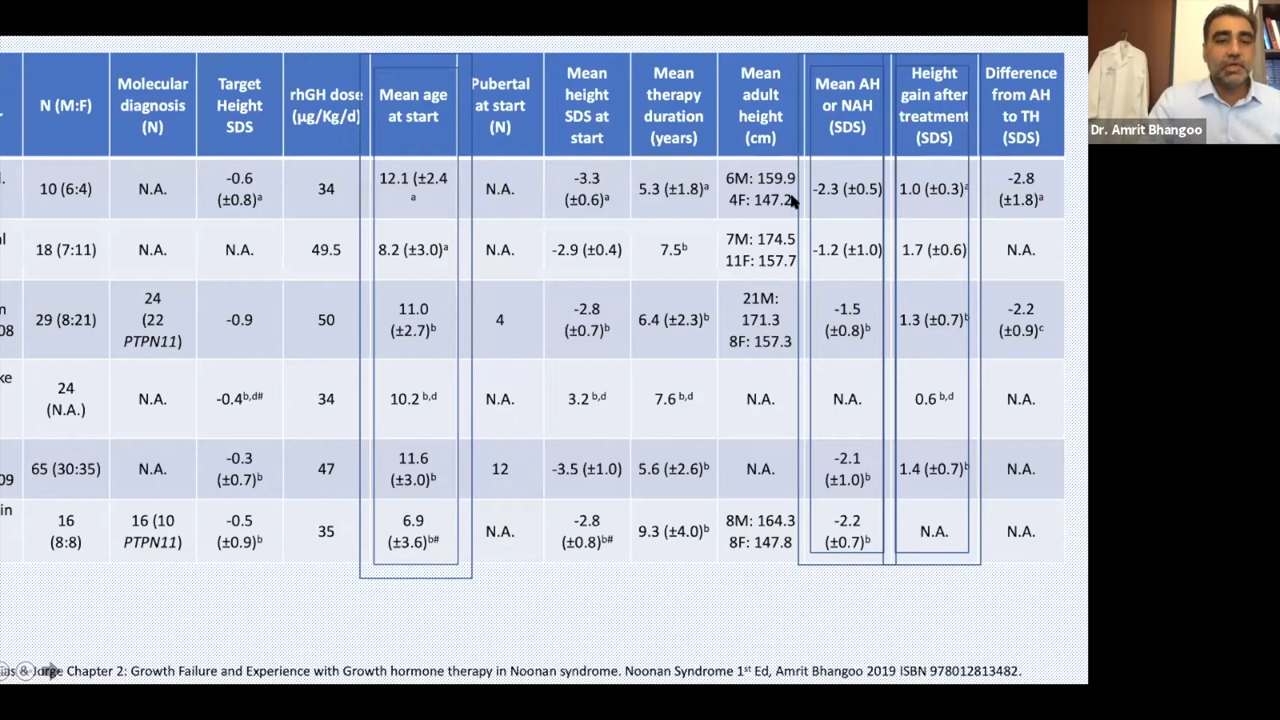 r
N (M:F)
Molecular
diagnosis
(N)
Target
Height
SDS
rhGH dose
(µg/Kg/d)
Mean age
at start
Pubertal
at start
(N)
Mean
height
SDS at
start
Mean
therapy
duration
(years)
Mean
adult
height
(cm)
Mean AH
or NAH
(SDS)
Height
gain after
treatment
(SDS)
Difference
from AH
to TH
(SDS)
l.
10 (6:4)
N.A.
-0.6
(±0.8)ᵃ
34
12.1 (±2.4
ᵃ
N.A.
-3.3
(±0.6)ᵃ
5.3 (±1.8)ᵃ
6M: 159.9
4F: 147.2
-2.3 (±0.5)
1.0 (±0.3)ᵃ
-2.8
(±1.8)ᵃ
al
18 (7:11)
N.A.
N.A.
49.5
8.2 (±3.0)ᵃ
N.A.
-2.9 (±0.4)
7.5ᵇ
7M: 174.5
11F: 157.7
-1.2 (±1.0)
1.7 (±0.6)
N.A.
n
08
29 (8:21)
24
(22
PTPN11)
-0.9
50
11.0
(±2.7)ᵇ
4
-2.8
(±0.7)ᵇ
6.4 (±2.3)ᵇ
21M:
171.3
8F: 157.3
-1.5
(±0.8)ᵇ
1.3 (±0.7)ᵇ
-2.2
(±0.9)ᶜ
ke
24
(N.A.)
N.A.
-0.4ᵇ,ᵈ#
34
10.2 ᵇ,ᵈ
N.A.
3.2 ᵇ,ᵈ
7.6 ᵇ,ᵈ
N.A.
N.A.
0.6 ᵇ,ᵈ
N.A.
09
65 (30:35)
N.A.
-0.3
(±0.7)ᵇ
47
11.6
(±3.0)ᵇ
12
-3.5 (±1.0)
5.6 (±2.6)ᵇ
N.A.
-2.1
(±1.0)ᵇ
1.4 (±0.7)ᵇ
N.A.
in
16
(8:8)
16 (10
PTPN11)
-0.5
(±0.9)ᵇ
35
6.9
(±3.6)ᵇ#
N.A.
-2.8
(±0.8)ᵇ#
9.3 (±4.0)ᵇ
8M: 164.3
8F: 147.8
-2.2
(±0.7)ᵇ
N.A.
N.A.
& Jorge Chapter 2: Growth Failure and Experience with Growth hormone therapy in Noonan syndrome. Noonan Syndrome 1ˢᵗ Ed, Amrit Bhangoo 2019 ISBN 978012813482.
Dr. Amrit Bhangoo